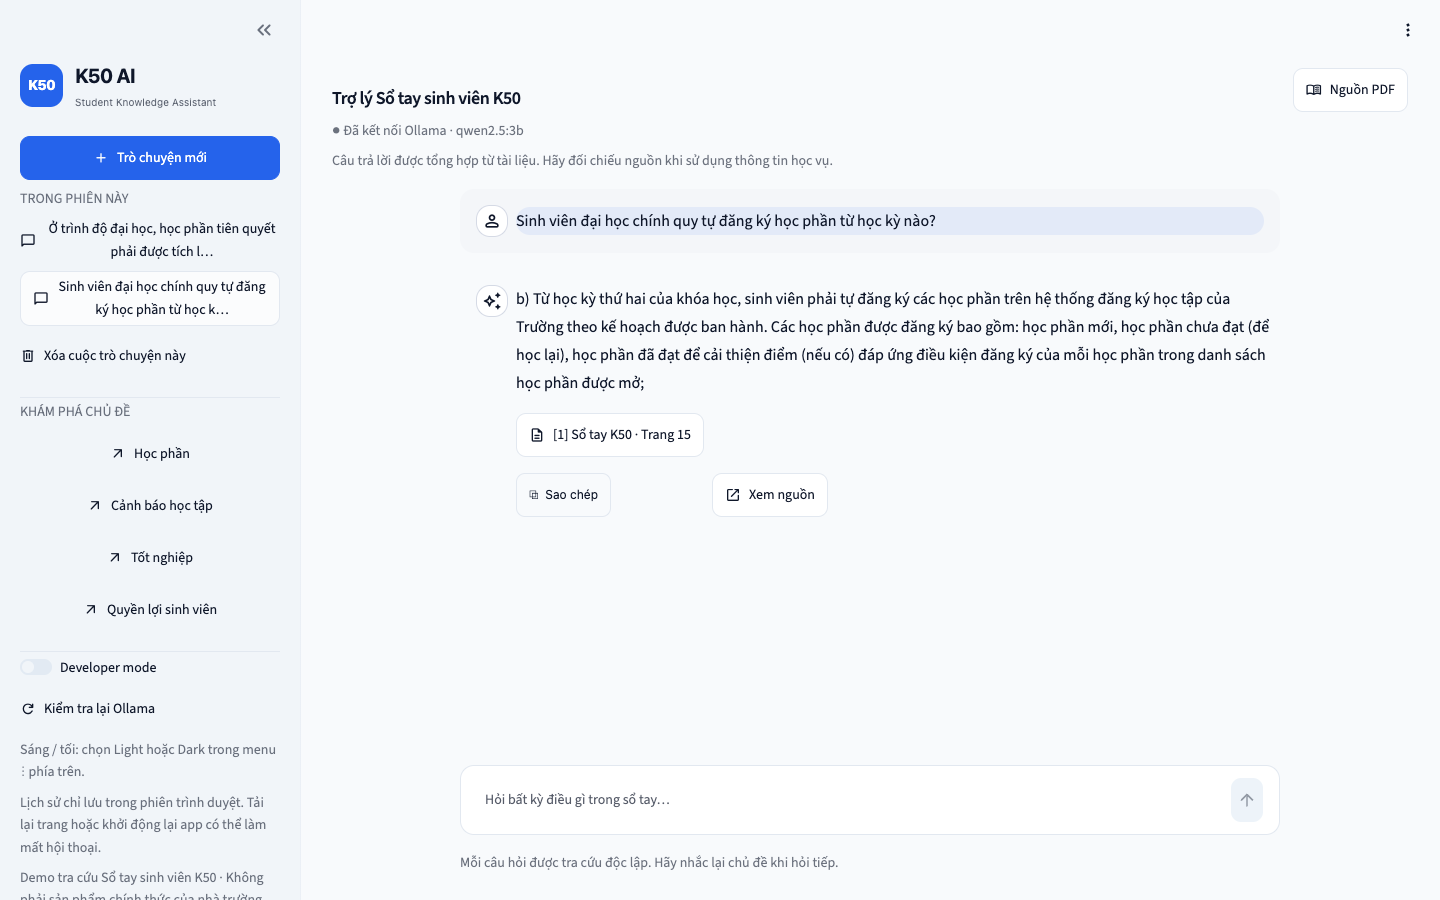 K50
K50 AI
Student Knowledge Assistant
Trò chuyện mới
TRONG PHIÊN NÀY
Ở trình độ đại học, học phần tiên quyết
phải được tích l…
Sinh viên đại học chính quy tự đăng
ký học phần từ học k…
Xóa cuộc trò chuyện này
KHÁM PHÁ CHỦ ĐỀ
Học phần
Cảnh báo học tập
Tốt nghiệp
Quyền lợi sinh viên
Developer mode
Kiểm tra lại Ollama
Sáng / tối: chọn Light hoặc Dark trong menu
⋮ phía trên.
Lịch sử chỉ lưu trong phiên trình duyệt. Tải
lại trang hoặc khởi động lại app có thể làm
mất hội thoại.
Demo tra cứu Sổ tay sinh viên K50 · Không
phải sản phẩm chính thức của nhà trường
Nguồn PDF
Trợ lý Sổ tay sinh viên K50
● Đã kết nối Ollama · qwen2.5:3b
Câu trả lời được tổng hợp từ tài liệu. Hãy đối chiếu nguồn khi sử dụng thông tin học vụ.
Sinh viên đại học chính quy tự đăng ký học phần từ học kỳ nào?
b) Từ học kỳ thứ hai của khóa học, sinh viên phải tự đăng ký các học phần trên hệ thống đăng ký học tập của
Trường theo kế hoạch được ban hành. Các học phần được đăng ký bao gồm: học phần mới, học phần chưa đạt (để
học lại), học phần đã đạt để cải thiện điểm (nếu có) đáp ứng điều kiện đăng ký của mỗi học phần trong danh sách
học phần được mở;
[1] Sổ tay K50 · Trang 15
Sao chép
Xem nguồn
Hỏi bất kỳ điều gì trong sổ tay…
Mỗi câu hỏi được tra cứu độc lập. Hãy nhắc lại chủ đề khi hỏi tiếp.